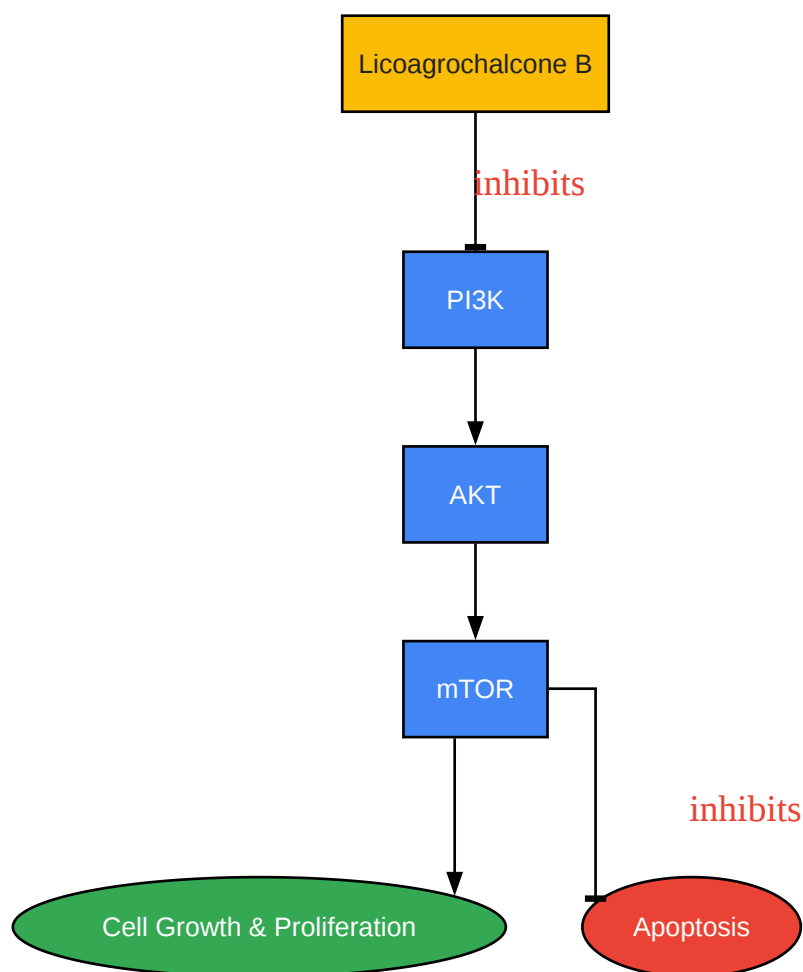 Licoagrochalcone B
inhibits
PI3K
AKT
mTOR
inhibits
Cell Growth & Proliferation
Apoptosis